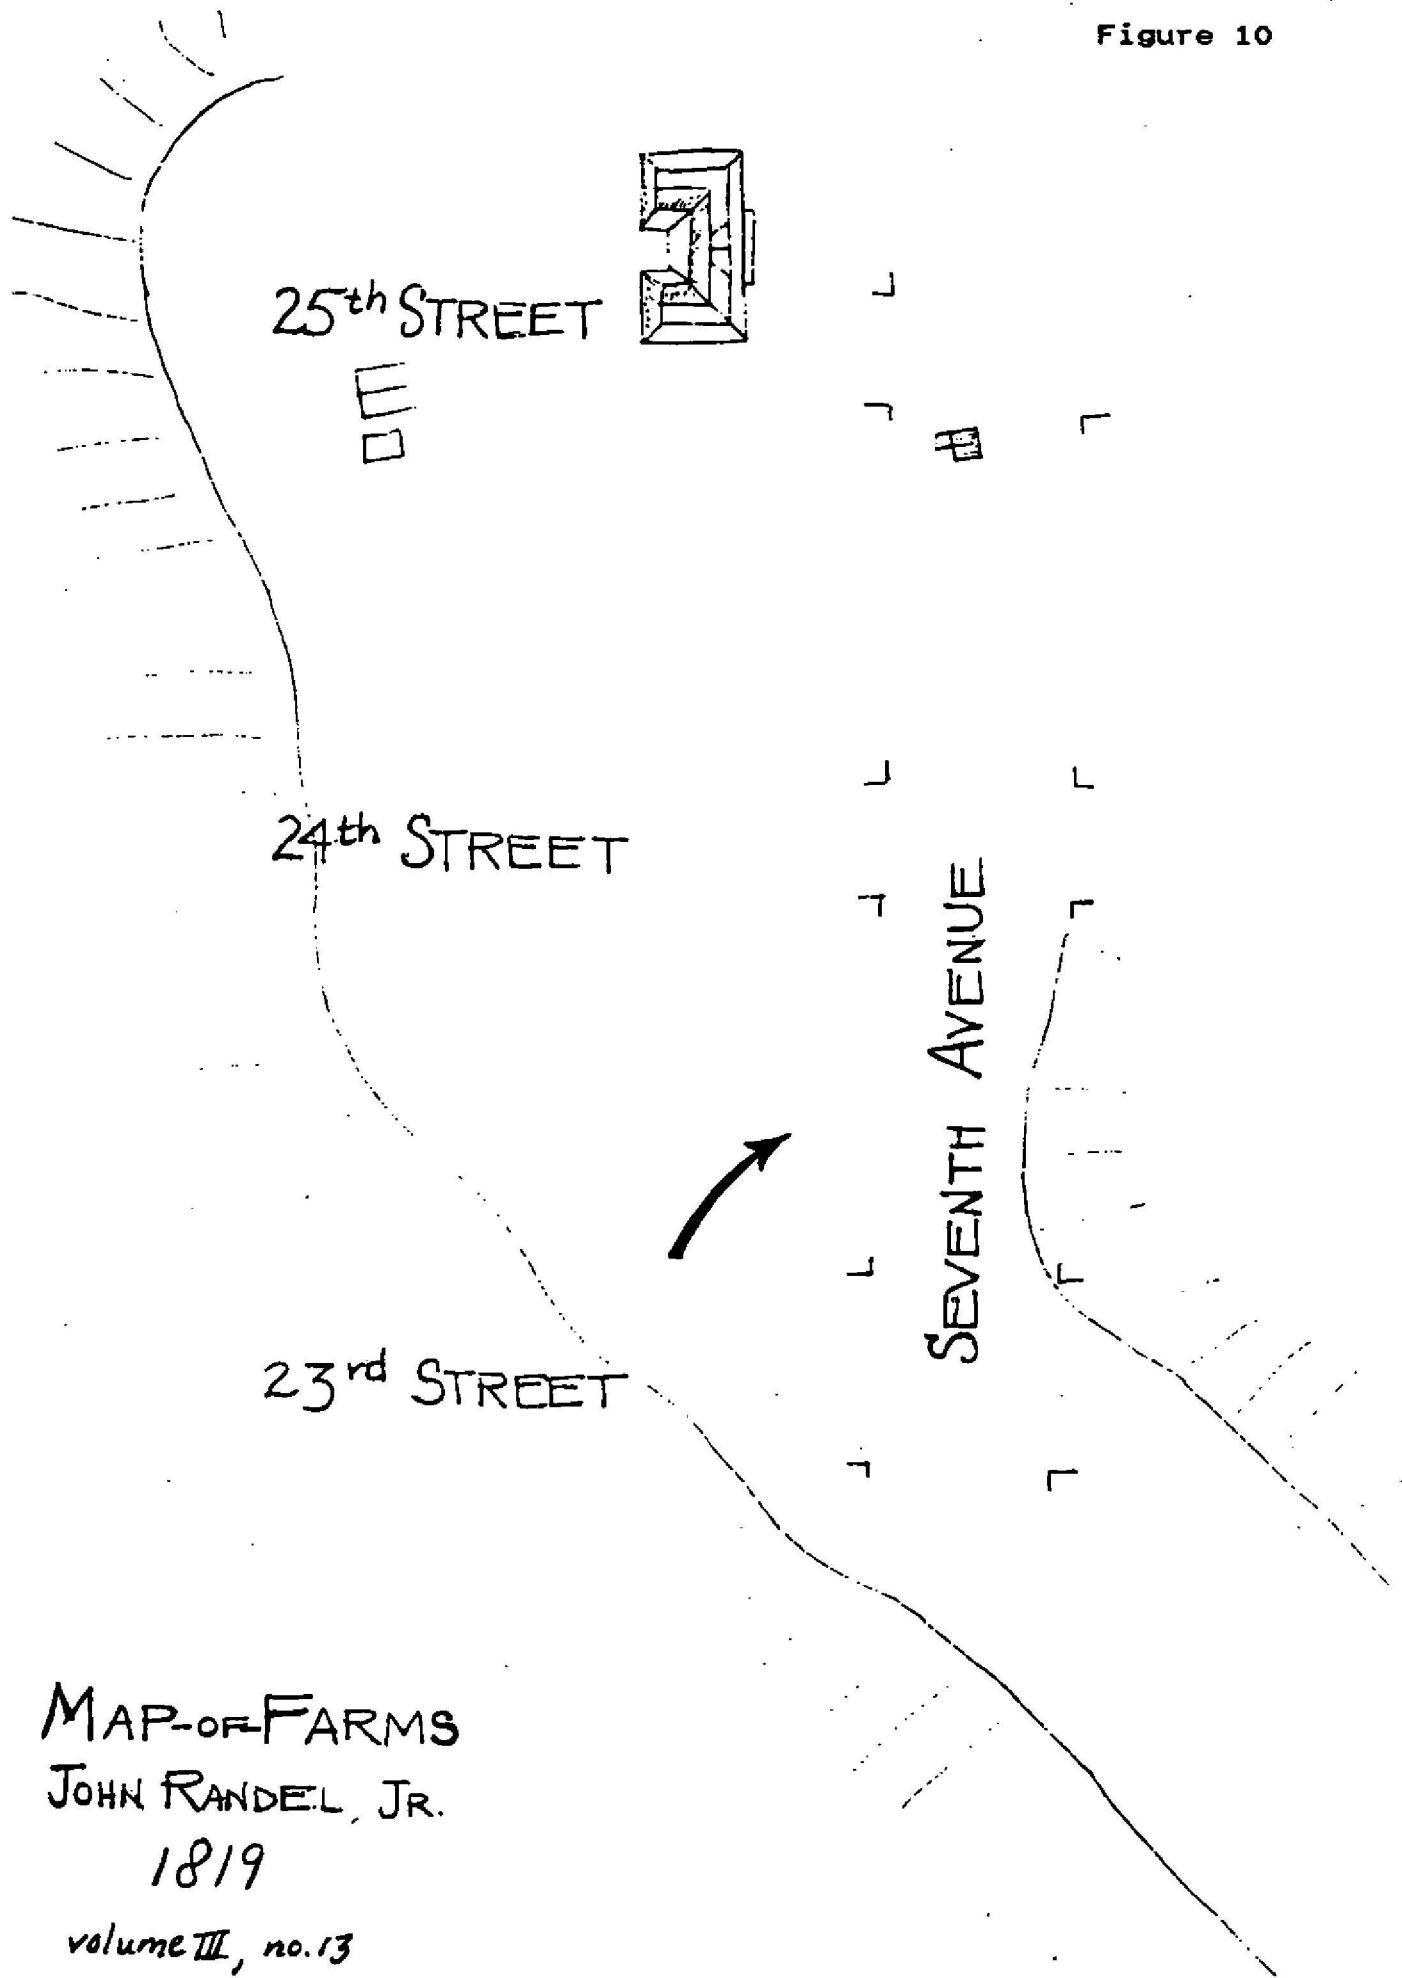 Figure 10
25th STREET
24th STREET
SEVENTH AVENUE
23rd STREET
MAP-OF-FARMS
JOHN RANDEL, JR.
1819
volume III, no.13